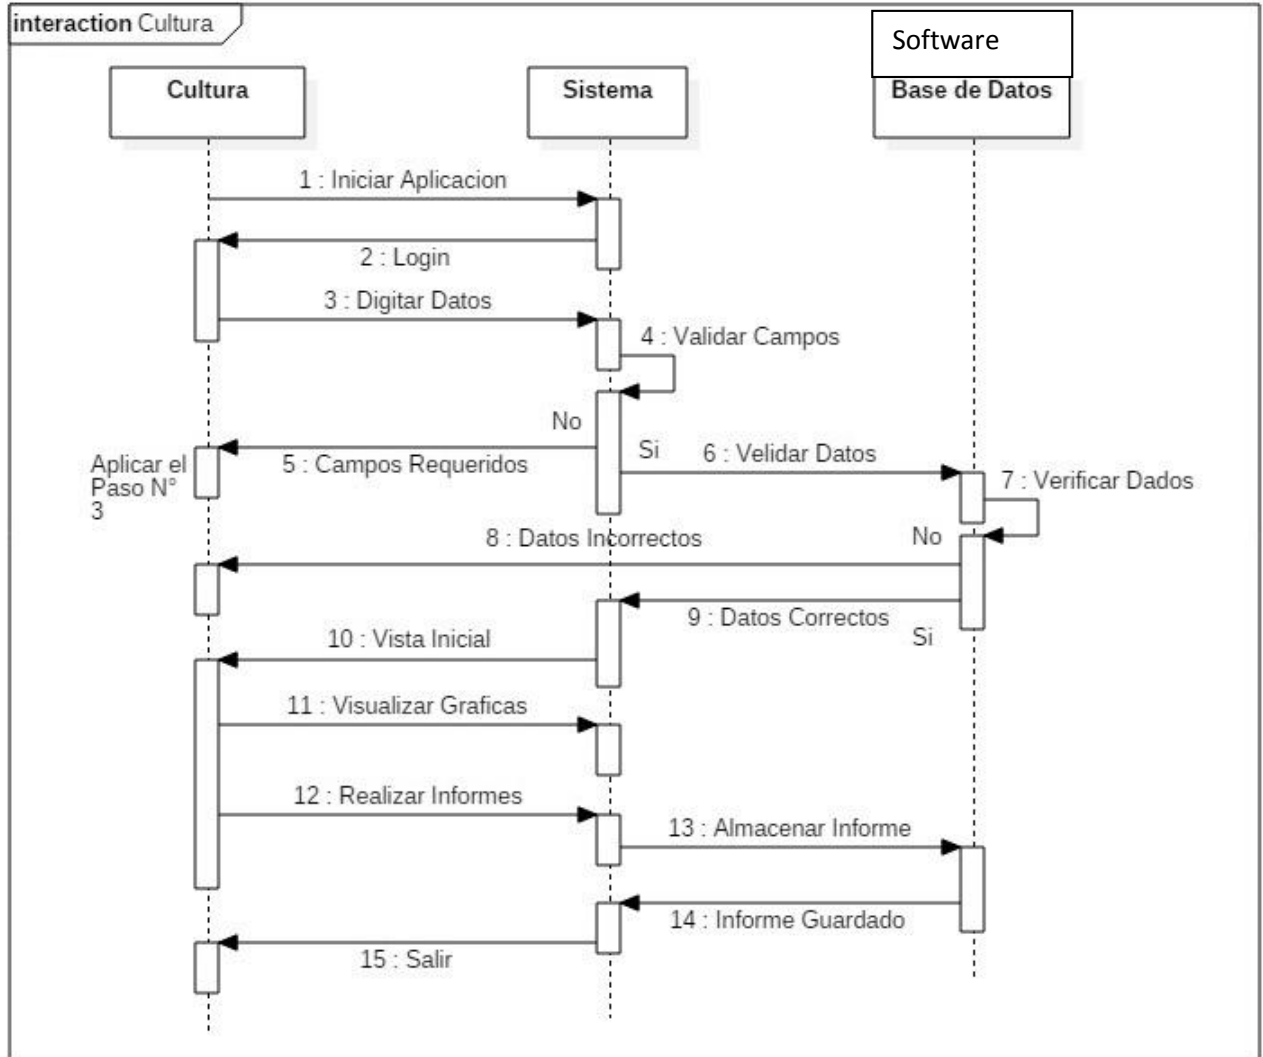 interaction Cultura
Software
Cultura
Sistema
Base de Datos
1 : Iniciar Aplicacion
2 : Login
3 : Digitar Datos
4 : Validar Campos
No
Si
5 : Campos Requeridos
6 : Velidar Datos
Aplicar el
Paso N°
3
7 : Verificar Dados
8 : Datos Incorrectos
No
9 : Datos Correctos
Si
10 : Vista Inicial
11 : Visualizar Graficas
12 : Realizar Informes
13 : Almacenar Informe
14 : Informe Guardado
15 : Salir